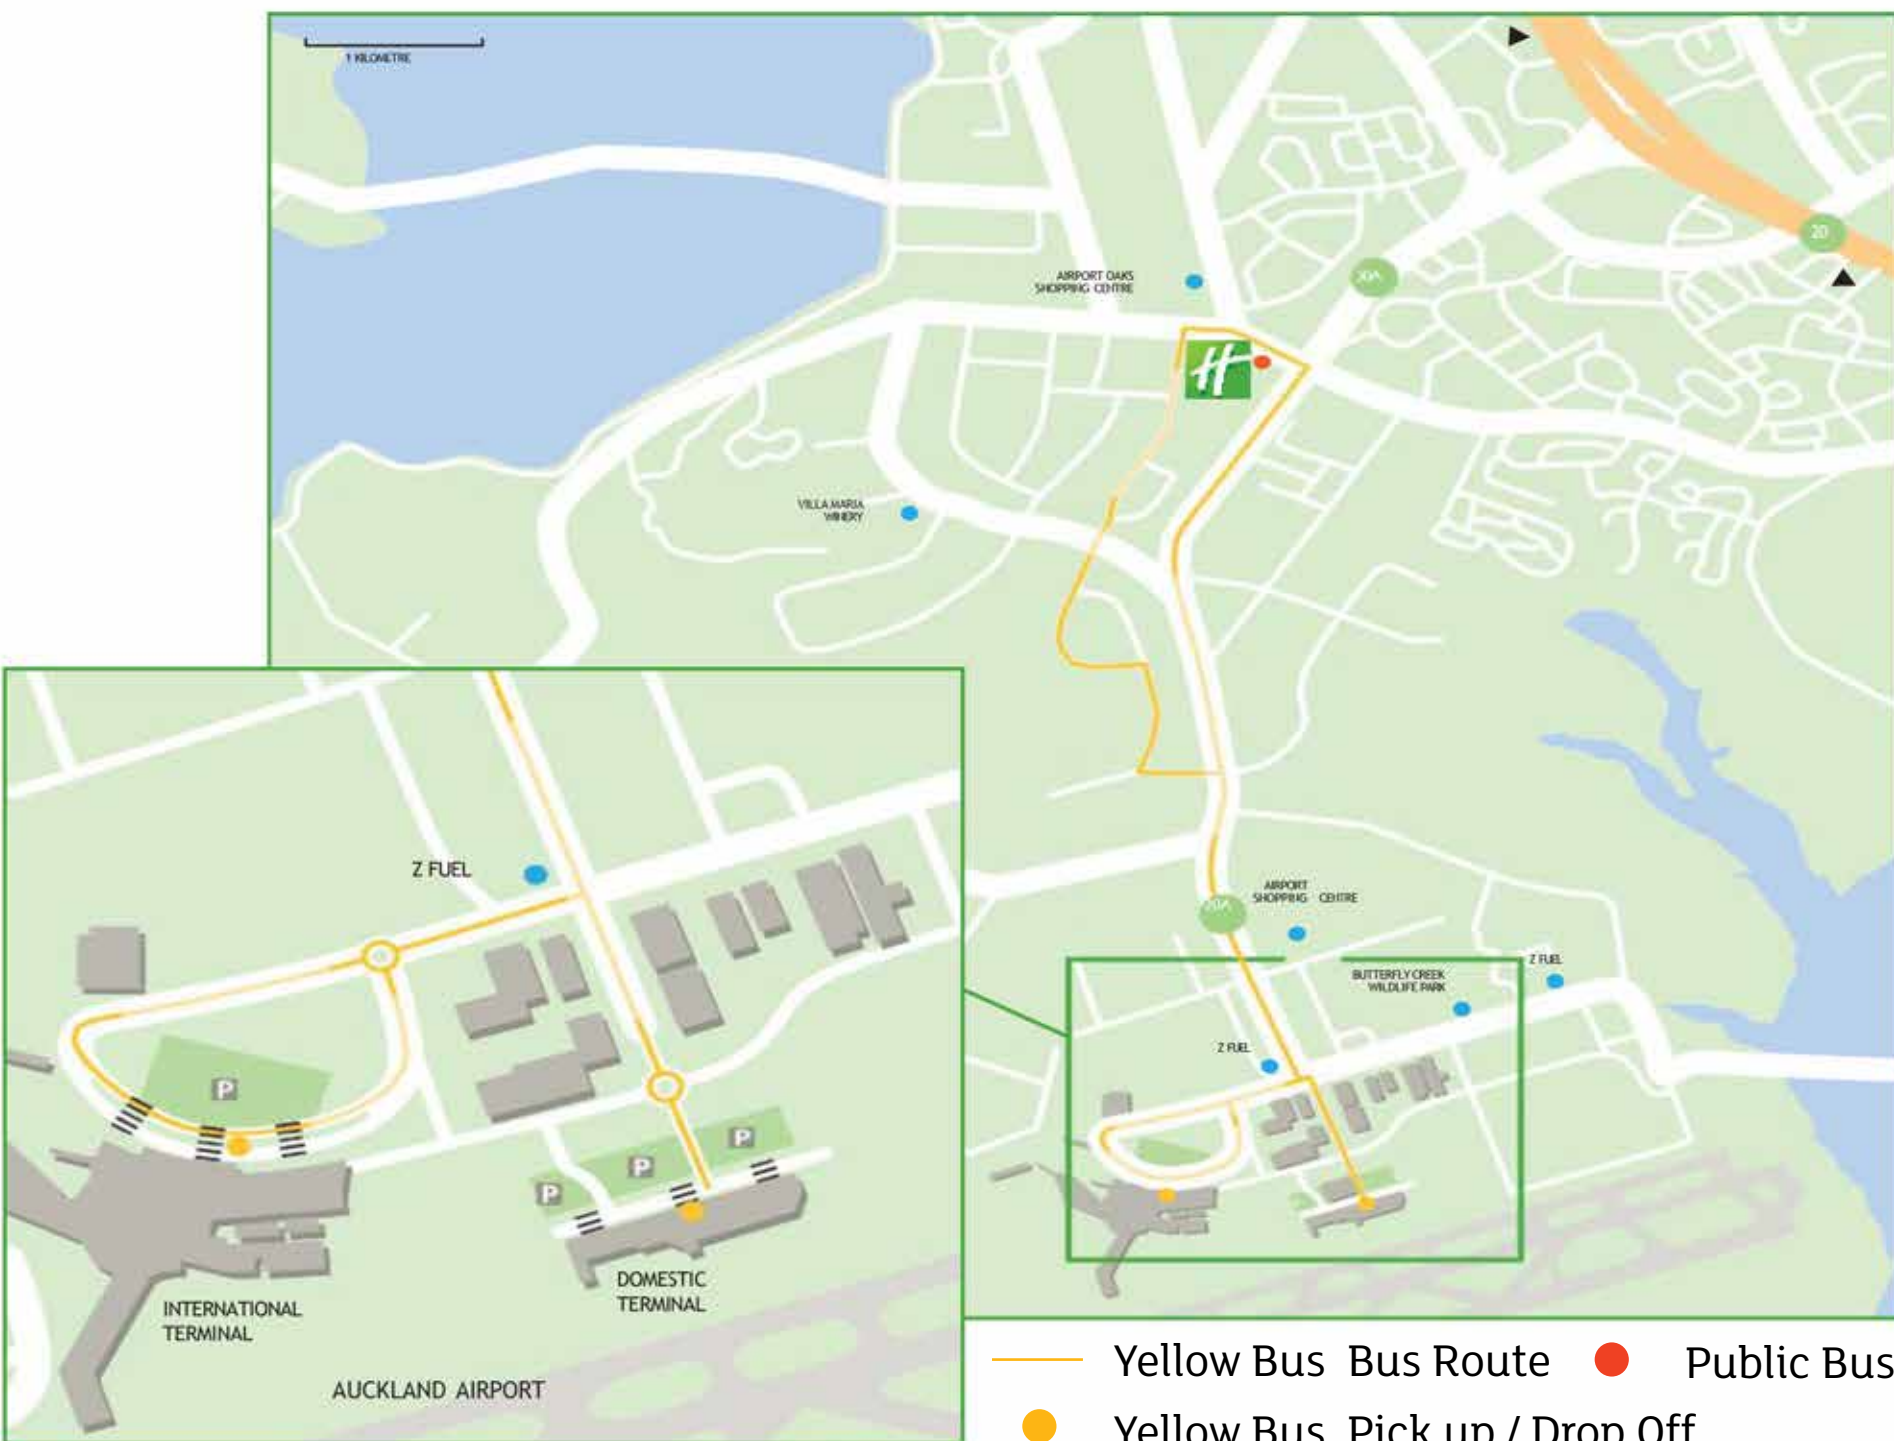 1 KILOMETRE
20
20A
AIRPORT OAKS
SHOPPING CENTRE
H
VILLA MARIA
WINERY
20A
AIRPORT
SHOPPING CENTRE
Z FUEL
BUTTERFLY CREEK
WILDLIFE PARK
Z FUEL
Z FUEL
P
P
P
P
DOMESTIC
TERMINAL
INTERNATIONAL
TERMINAL
AUCKLAND AIRPORT
Yellow Bus Bus Route
Public Bus
Yellow Bus Pick up / Drop Off